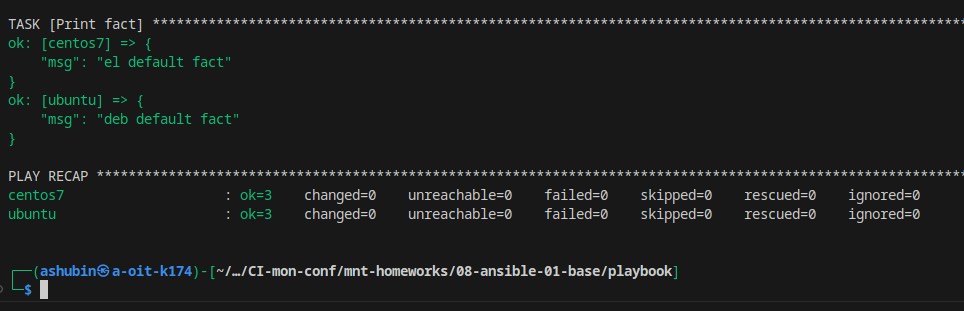 TASK [Print fact] *****************************************************************************************************
ok: [centos7] => {
    "msg": "el default fact"
}
ok: [ubuntu] => {
    "msg": "deb default fact"
}
PLAY RECAP ************************************************************************************************************
centos7                    : ok=3    changed=0    unreachable=0    failed=0    skipped=0    rescued=0    ignored=0
ubuntu                     : ok=3    changed=0    unreachable=0    failed=0    skipped=0    rescued=0    ignored=0
┌──(ashubin㉿a-oit-k174)-[~/…/CI-mon-conf/mnt-homeworks/08-ansible-01-base/playbook]
└─$